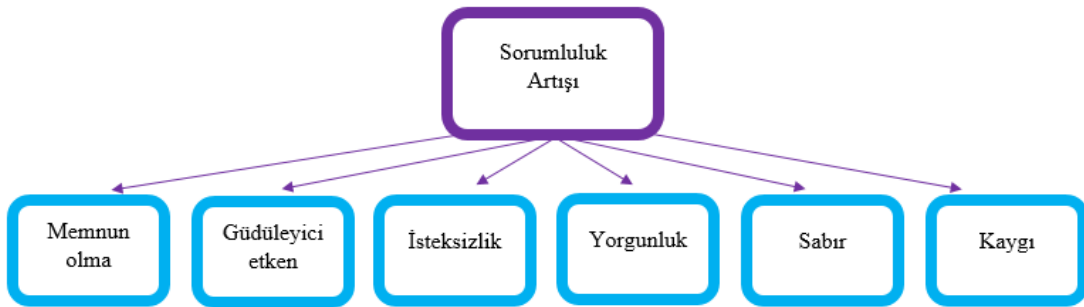 Sorumluluk
Artışı
Memnun
olma
Güdüleyici
etken
İsteksizlik
Yorgunluk
Sabır
Kaygı